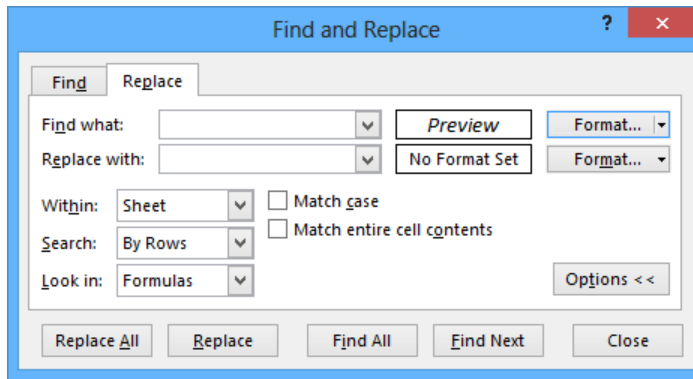 Find and Replace ?
Find Replace
Find what: Preview Format...
Replace with: No Format Set Format...
Within: Sheet Match case
Match entire cell contents
Search: By Rows
Look in: Formulas Options <<
Replace All Replace Find All Find Next Close